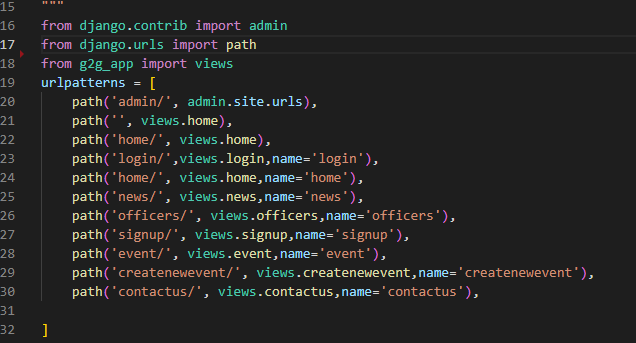 15 """
16 from django.contrib import admin
17 from django.urls import path
18 from g2g_app import views
19 urlpatterns = [
20     path('admin/', admin.site.urls),
21     path('', views.home),
22     path('home/', views.home),
23     path('login/',views.login,name='login'),
24     path('home/', views.home,name='home'),
25     path('news/', views.news,name='news'),
26     path('officers/', views.officers,name='officers'),
27     path('signup/', views.signup,name='signup'),
28     path('event/', views.event,name='event'),
29     path('createnewevent/', views.createnewevent,name='createnewevent'),
30     path('contactus/', views.contactus,name='contactus'),
31
32 ]